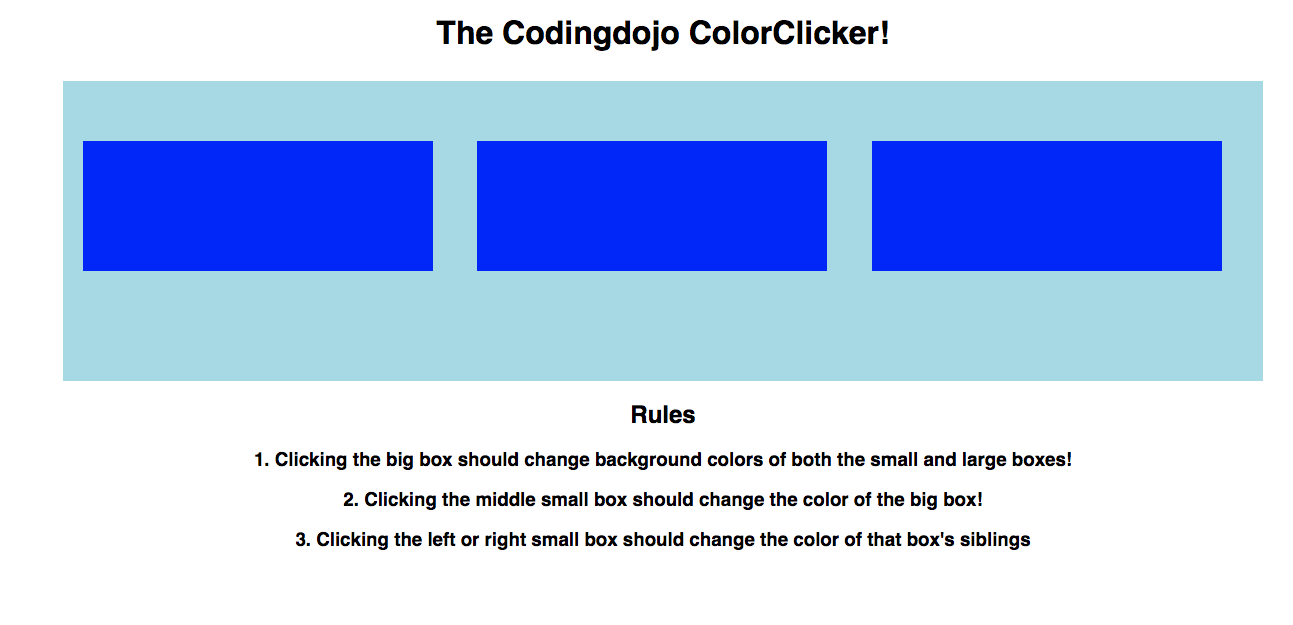 The Codingdojo ColorClicker!
Rules
1. Clicking the big box should change background colors of both the small and large boxes!
2. Clicking the middle small box should change the color of the big box!
3. Clicking the left or right small box should change the color of that box's siblings